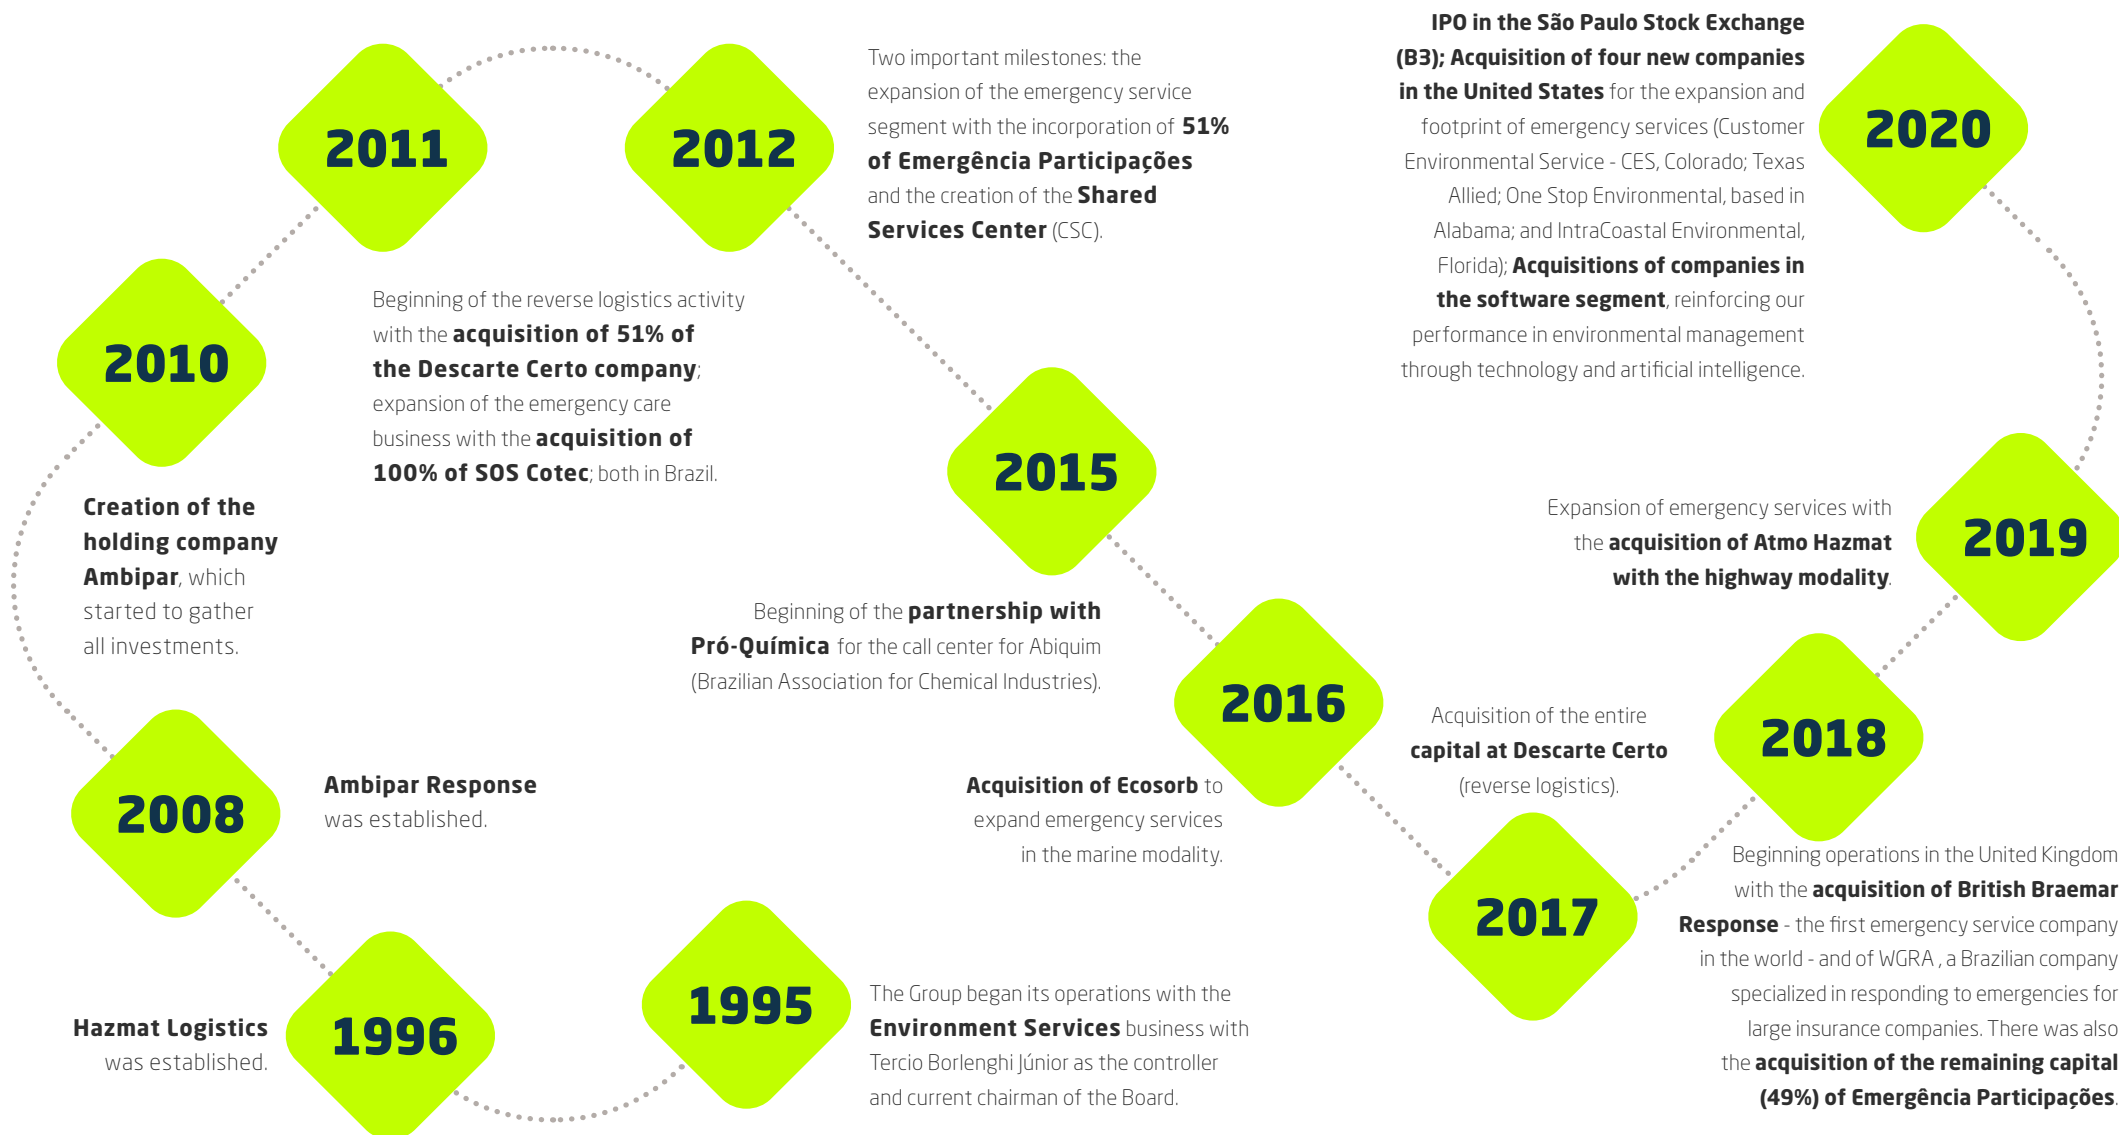 1995
The Group began its operations with the
Environment Services business with
Tercio Borlenghi Júnior as the controller
and current chairman of the Board.
1996
Hazmat Logistics
was established.
2008
Ambipar Response
was established.
2010
Creation of the
holding company
Ambipar, which
started to gather
all investments.
2011
Beginning of the reverse logistics activity
with the acquisition of 51% of
the Descarte Certo company;
expansion of the emergency care
business with the acquisition of
100% of SOS Cotec; both in Brazil.
2012
Two important milestones: the
expansion of the emergency service
segment with the incorporation of 51%
of Emergência Participações
and the creation of the Shared
Services Center (CSC).
2015
Beginning of the partnership with
Pró-Química for the call center for Abiquim
(Brazilian Association for Chemical Industries).
2016
Acquisition of Ecosorb to
expand emergency services
in the marine modality.
2017
Acquisition of the entire
capital at Descarte Certo
(reverse logistics).
2018
Beginning operations in the United Kingdom
with the acquisition of British Braemar
Response - the first emergency service company
in the world - and of WGRA , a Brazilian company
specialized in responding to emergencies for
large insurance companies. There was also
the acquisition of the remaining capital
(49%) of Emergência Participações.
2019
Expansion of emergency services with
the acquisition of Atmo Hazmat
with the highway modality.
2020
IPO in the São Paulo Stock Exchange
(B3); Acquisition of four new companies
in the United States for the expansion and
footprint of emergency services (Customer
Environmental Service - CES, Colorado; Texas
Allied; One Stop Environmental, based in
Alabama; and IntraCoastal Environmental,
Florida); Acquisitions of companies in
the software segment, reinforcing our
performance in environmental management
through technology and artificial intelligence.